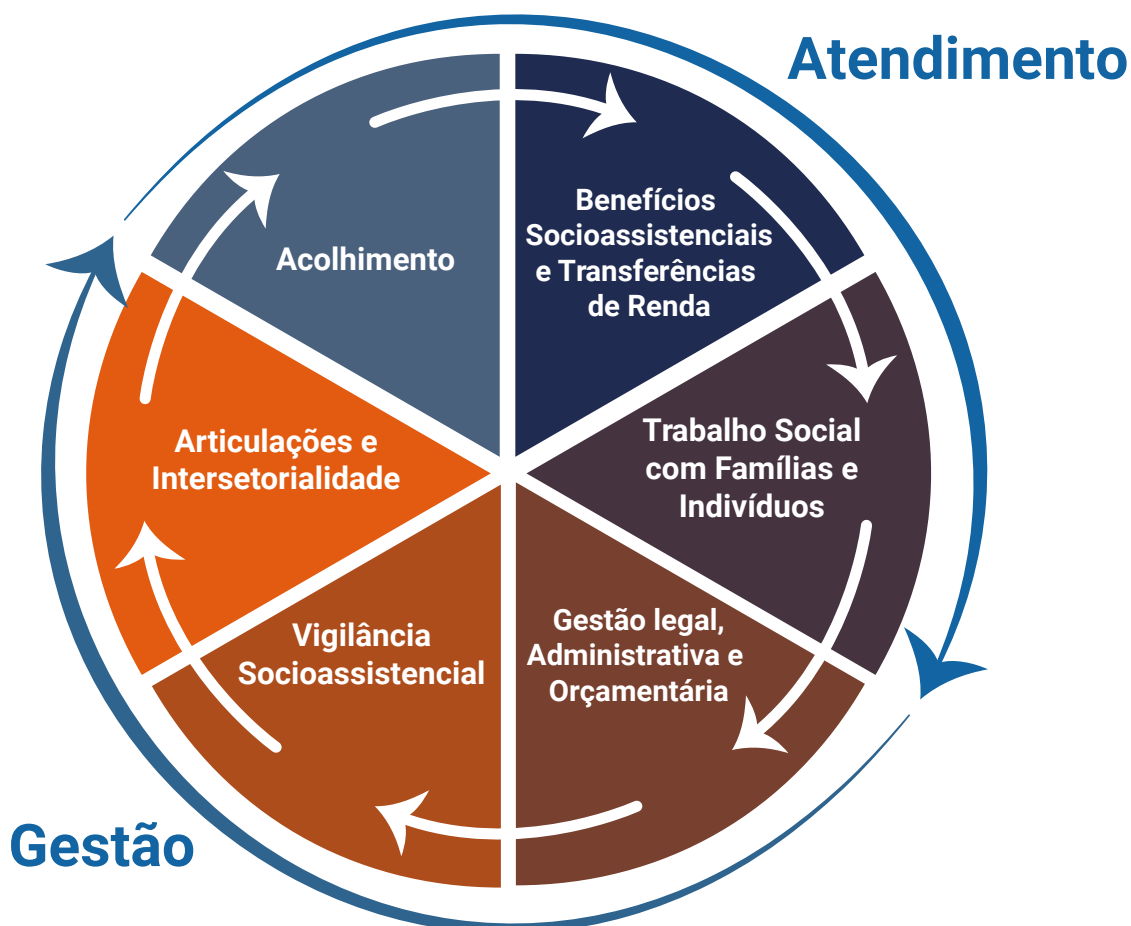 Atendimento
Benefícios
Socioassistenciais
e Transferências
de Renda
Acolhimento
Trabalho Social
com Famílias e
Indivíduos
Articulações e
Intersetorialidade
Gestão legal,
Administrativa e
Orçamentária
Vigilância
Socioassistencial
Gestão